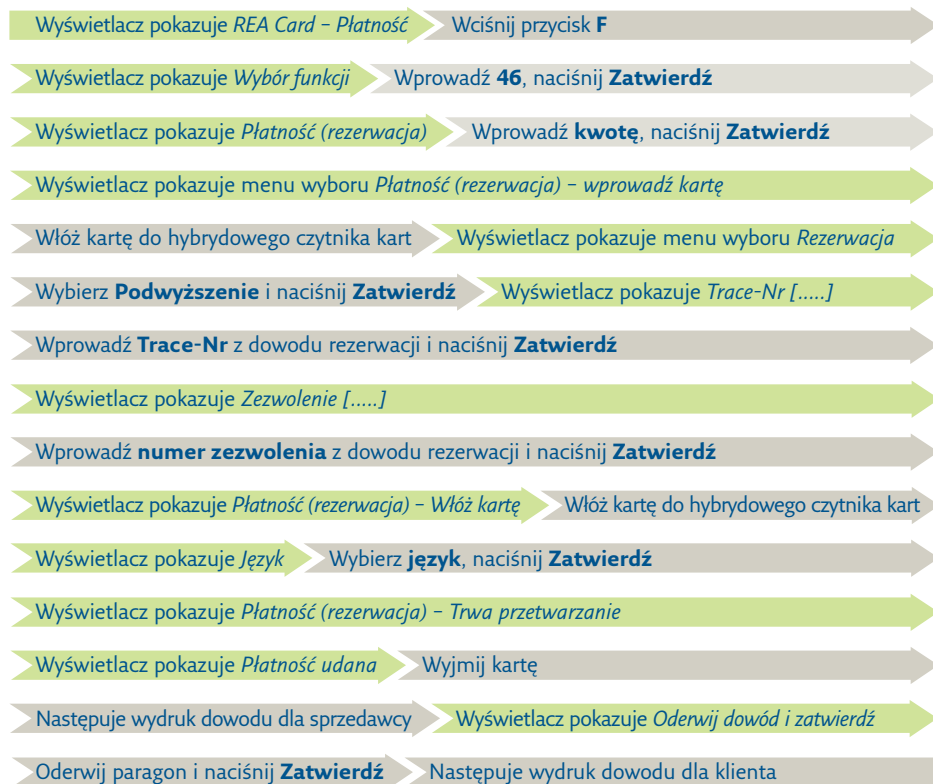 Wyświetlacz pokazuje REA Card – Płatność Wciśnij przycisk F
Wyświetlacz pokazuje Wybór funkcji Wprowadź 46, naciśnij Zatwierdź
Wyświetlacz pokazuje Płatność (rezerwacja) Wprowadź kwotę, naciśnij Zatwierdź
Wyświetlacz pokazuje menu wyboru Płatność (rezerwacja) – wprowadź kartę
Włóż kartę do hybrydowego czytnika kart Wyświetlacz pokazuje menu wyboru Rezerwacja
Wybierz Podwyższenie i naciśnij Zatwierdź Wyświetlacz pokazuje Trace-Nr [.....]
Wprowadź Trace-Nr z dowodu rezerwacji i naciśnij Zatwierdź
Wyświetlacz pokazuje Zezwolenie [.....]
Wprowadź numer zezwolenia z dowodu rezerwacji i naciśnij Zatwierdź
Wyświetlacz pokazuje Płatność (rezerwacja) – Włóż kartę Włóż kartę do hybrydowego czytnika kart
Wyświetlacz pokazuje Język Wybierz język, naciśnij Zatwierdź
Wyświetlacz pokazuje Płatność (rezerwacja) – Trwa przetwarzanie
Wyświetlacz pokazuje Płatność udana Wyjmij kartę
Następuje wydruk dowodu dla sprzedawcy Wyświetlacz pokazuje Oderwij dowód i zatwierdź
Oderwij paragon i naciśnij Zatwierdź Następuje wydruk dowodu dla klienta